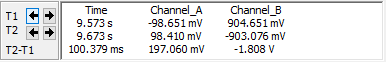 Time Channel_A Channel_B
T1 9.573 s -98.651 mV 904.651 mV
T2 9.673 s 98.410 mV -903.076 mV
T2-T1 100.379 ms 197.060 mV -1.808 V